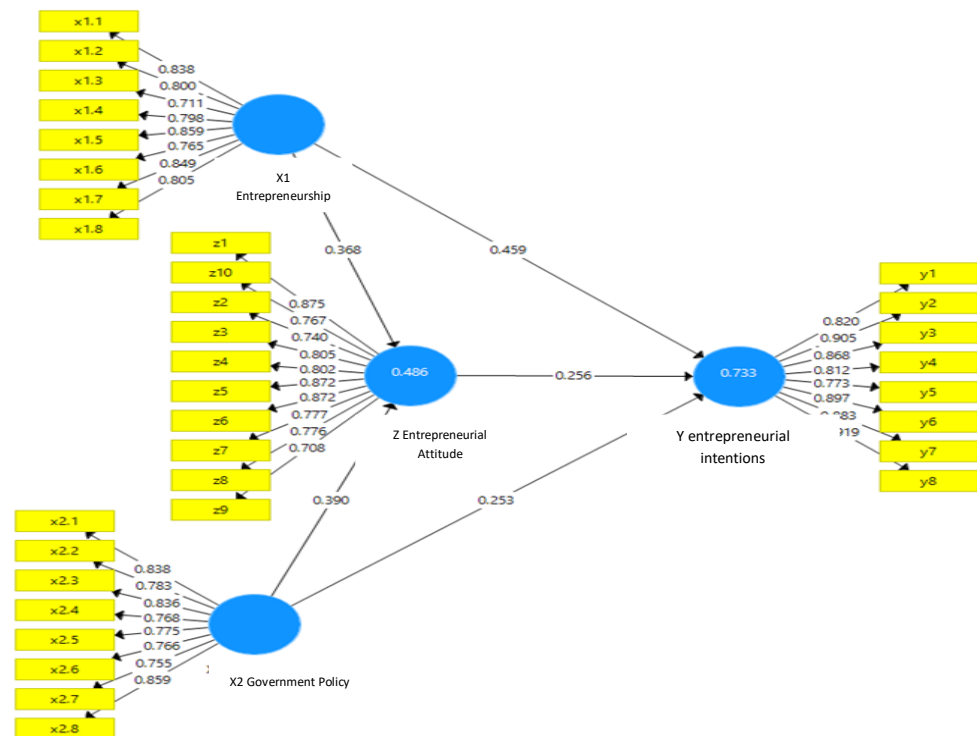 x1.1
x1.2
x1.3
x1.4
x1.5
x1.6
x1.7
x1.8
0.838
0.800
0.711
0.798
0.859
0.765
0.849
0.805
X1
Entrepreneurship
0.368
0.459
z1
z10
z2
z3
z4
z5
z6
z7
z8
z9
0.875
0.767
0.740
0.805
0.802
0.872
0.872
0.777
0.776
0.708
0.486
Z Entrepreneurial
Attitude
0.256
0.733
Y entrepreneurial
intentions
0.820
0.905
0.868
0.812
0.773
0.897
y1
y2
y3
y4
y5
y6
y7
y8
0.390
0.253
x2.1
x2.2
x2.3
x2.4
x2.5
x2.6
x2.7
x2.8
0.838
0.783
0.836
0.768
0.775
0.766
0.755
0.859
X2 Government Policy